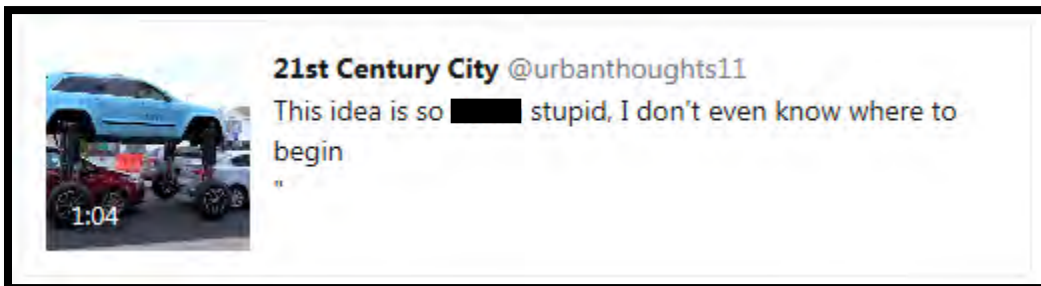 21st Century City @urbanthoughts11
This idea is so stupid, I don't even know where to
begin
"
1:04